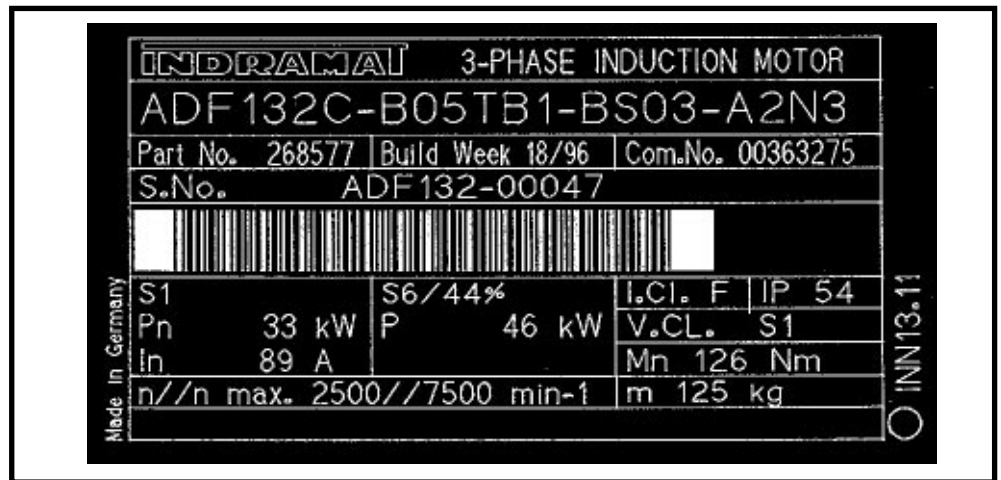 INDRAMAT 3-PHASE INDUCTION MOTOR
ADF132C-B05TB1-BS03-A2N3
Part No. 268577 Build Week 18/96 Com.No. 00363275
S.No. ADF132-00047
S1 S6/44% I.Cl. F IP 54
Pn 33 kW P 46 kW V.CL. S1
In 89 A Mn 126 Nm
n//n max. 2500//7500 min-1 m 125 kg
Made in Germany
INN13.11